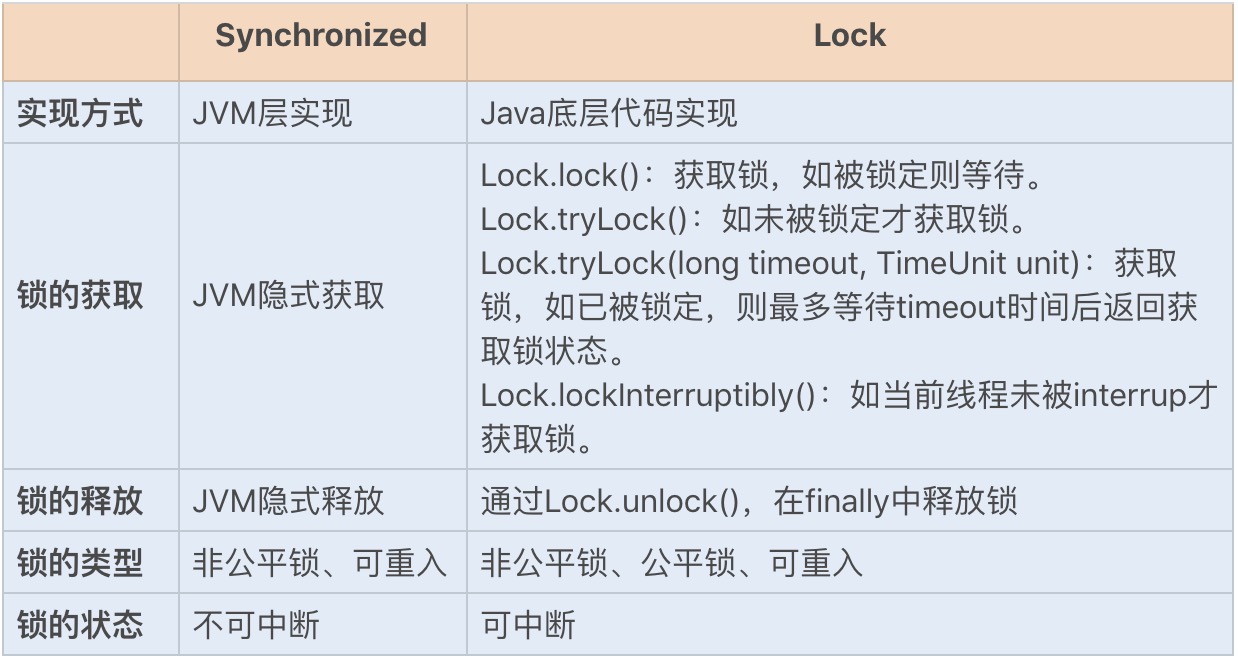 Synchronized
Lock
实现方式
JVM层实现
Java底层代码实现
锁的获取
JVM隐式获取
Lock.lock()：获取锁，如被锁定则等待。
Lock.tryLock()：如未被锁定才获取锁。
Lock.tryLock(long timeout, TimeUnit unit)：获取
锁，如已被锁定，则最多等待timeout时间后返回获
取锁状态。
Lock.lockInterruptibly()：如当前线程未被interrup才
获取锁。
锁的释放
JVM隐式释放
通过Lock.unlock()，在finally中释放锁
锁的类型
非公平锁、可重入
非公平锁、公平锁、可重入
锁的状态
不可中断
可中断